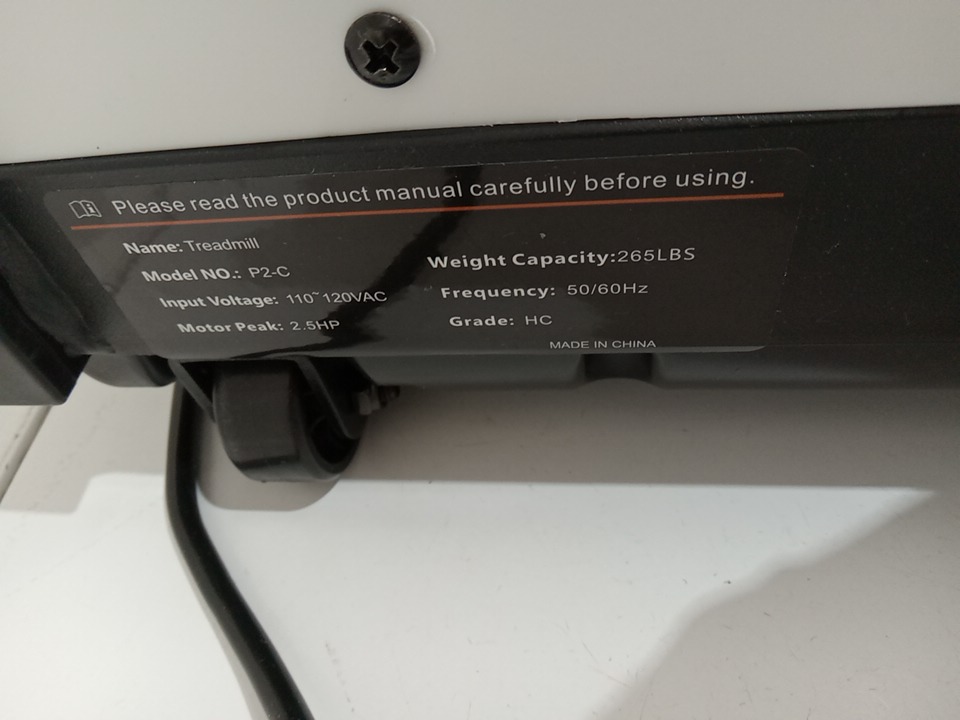 Please read the product manual carefully before using.
Name: Treadmill
Model NO.: P2-C
Input Voltage: 110~120VAC
Motor Peak: 2.5HP
Weight Capacity:265LBS
Frequency: 50/60Hz
Grade: HC
MADE IN CHINA